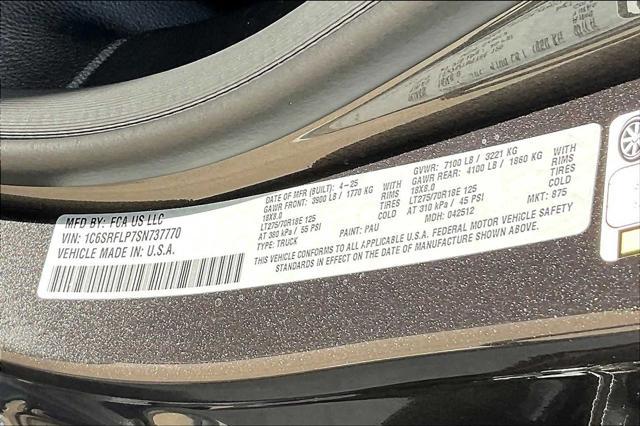 MFD BY: FCA US LLC
VIN: 1C6SRFLP7SN737770
VEHICLE MADE IN: U.S.A.
DATE OF MFR (BUILT): 4-25
GAWR FRONT: 3900 LB / 1770 KG WITH
18X8.0 RIMS
LT275/70R18E 125 TIRES
AT 380 kPa / 55 PSI COLD
TYPE: TRUCK PAINT: PAU
GVWR: 7100 LB / 3221 KG
GAWR REAR: 4100 LB / 1860 KG WITH
18X8.0 RIMS
LT275/70R18E 125 TIRES
AT 310 kPa / 45 PSI COLD
MDH: 042512 MKT: 875
THIS VEHICLE CONFORMS TO ALL APPLICABLE U.S.A. FEDERAL MOTOR VEHICLE SAFETY
STANDARDS IN EFFECT ON THE DATE OF MANUFACTURE SHOWN ABOVE.